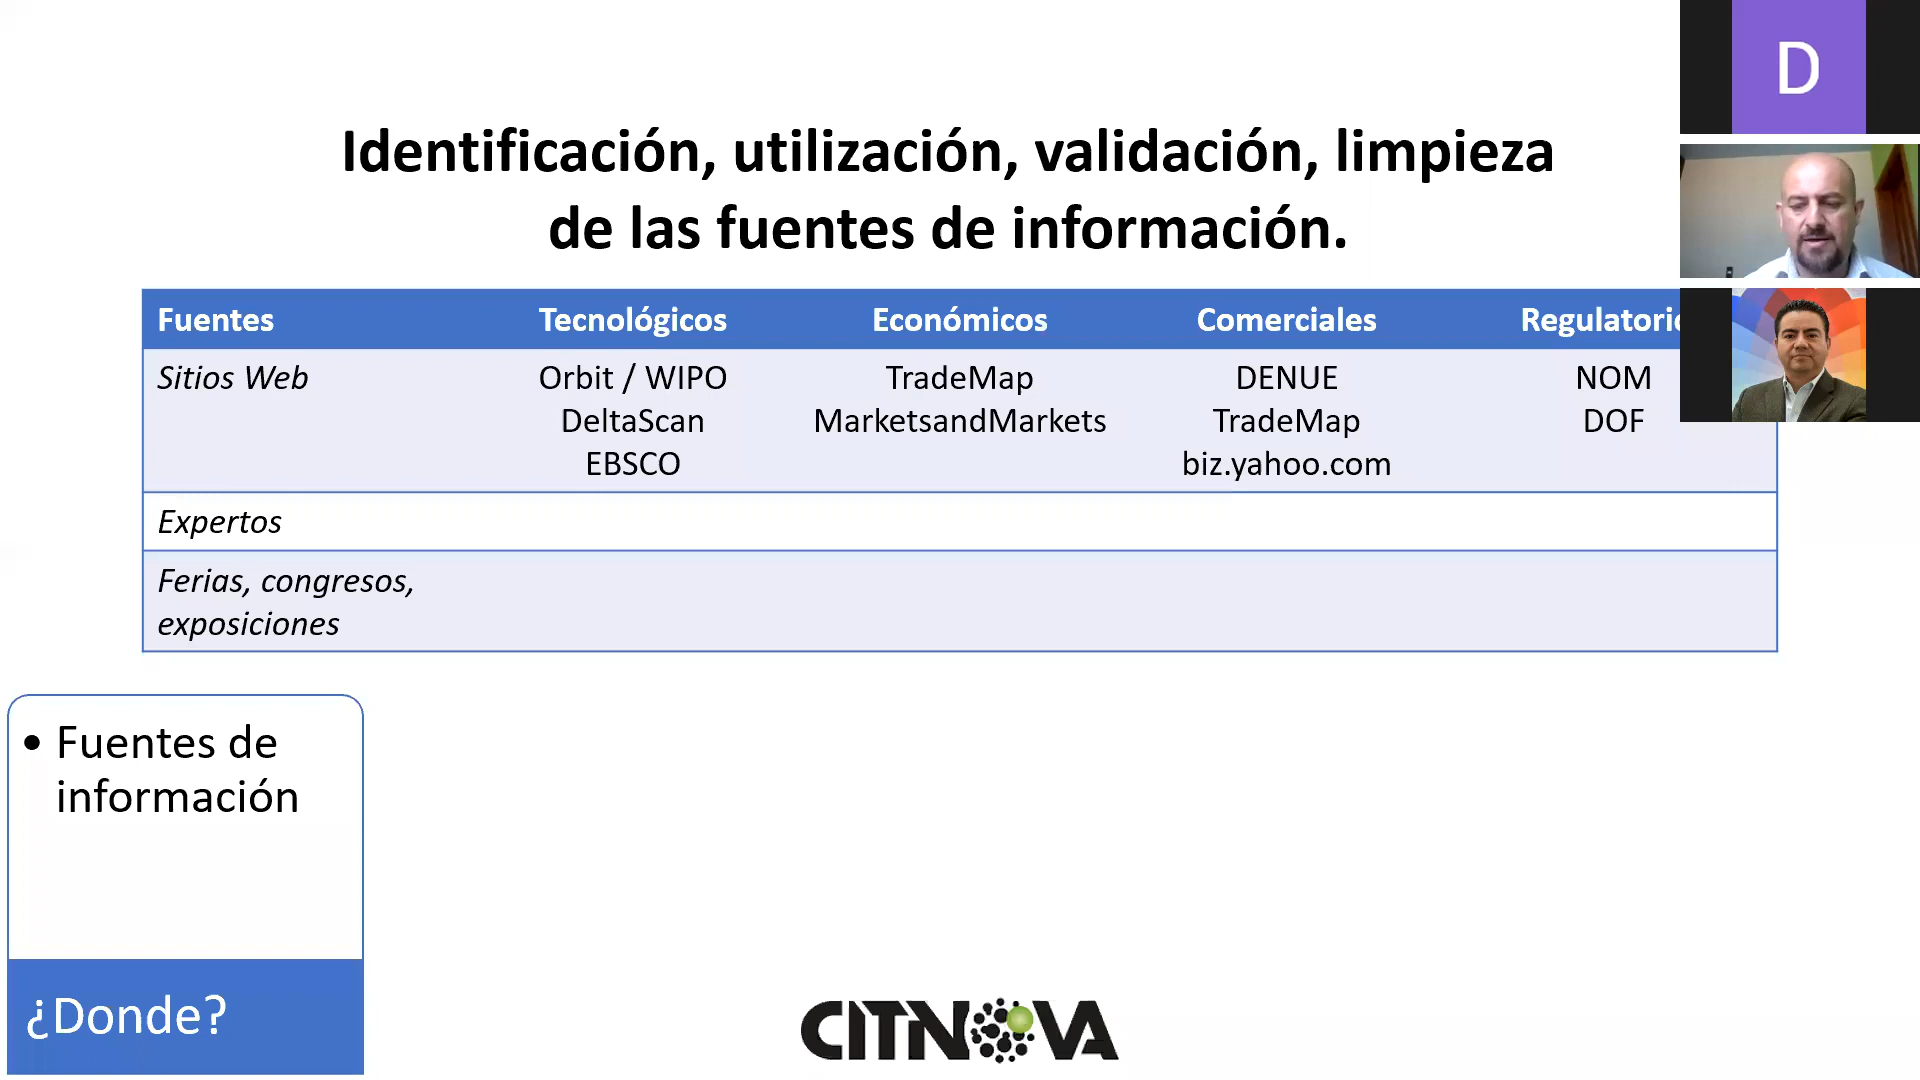 D
Identificación, utilización, validación, limpieza
de las fuentes de información.
Fuentes Tecnológicos Económicos Comerciales
Sitios Web Orbit / WIPO TradeMap DENUE NOM
DeltaScan MarketsandMarkets TradeMap DOF
EBSCO biz.yahoo.com
Expertos
Ferias, congresos,
exposiciones
• Fuentes de
información
¿Donde?
CITNOVA